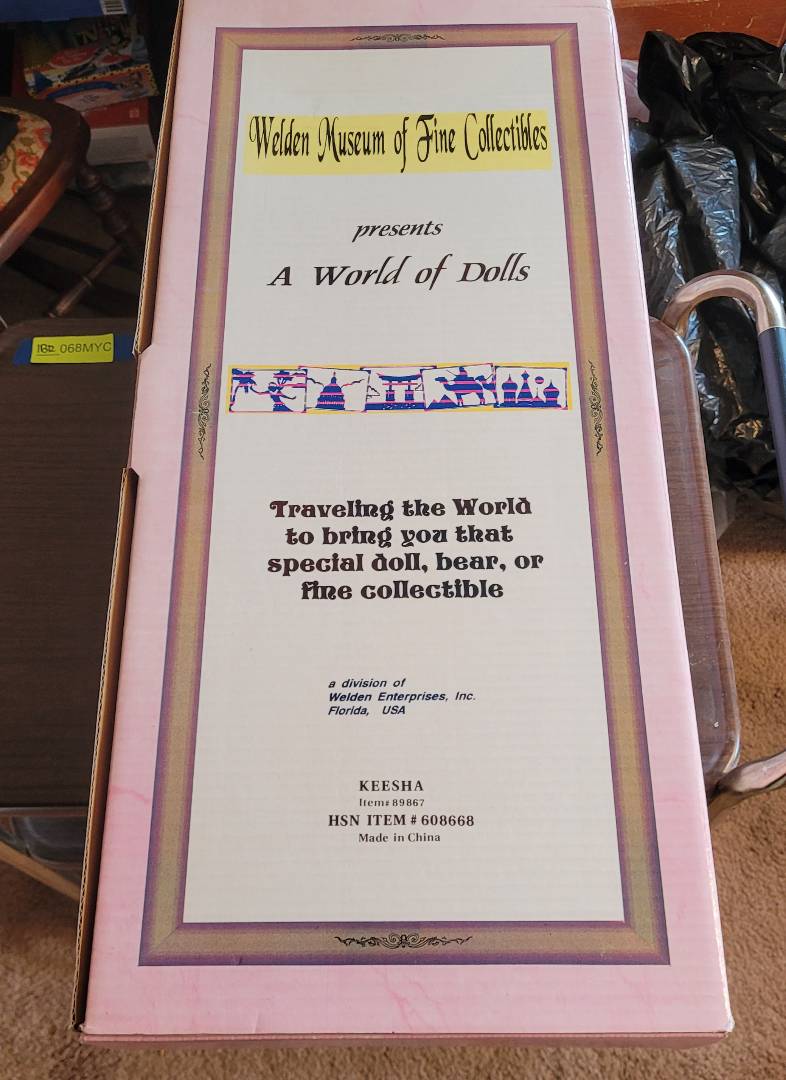 Welden Museum of Fine Collectibles
presents
A World of Dolls
068MYC
Traveling the World
to bring you that
special doll, bear, or
fine collectible
a division of
Welden Enterprises, Inc.
Florida, USA
KEESHA
Item# 89867
HSN ITEM # 608668
Made in China